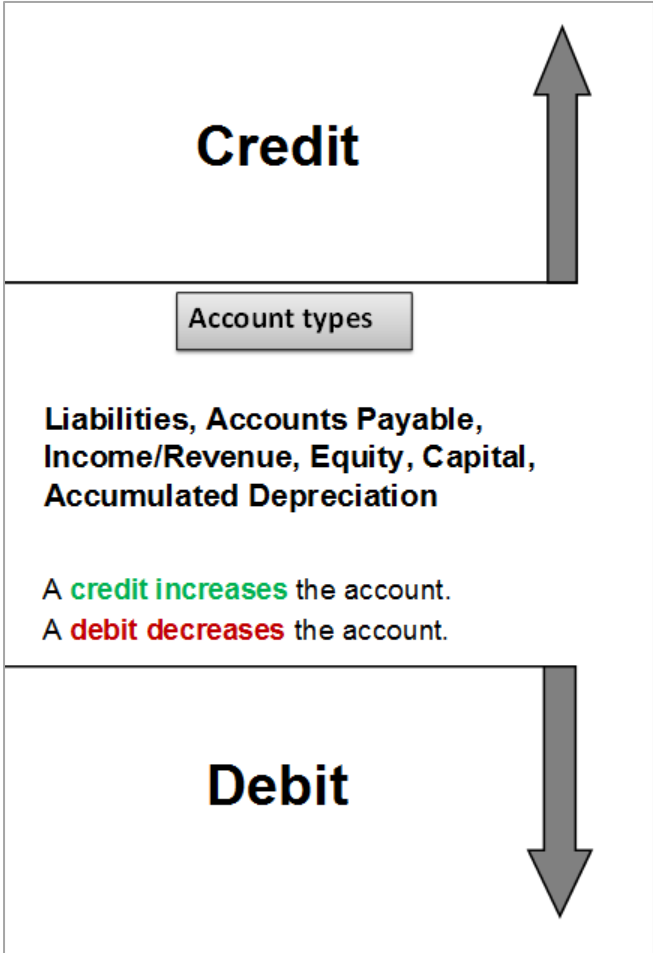 Credit
Account types
Liabilities, Accounts Payable,
Income/Revenue, Equity, Capital,
Accumulated Depreciation
A credit increases the account.
A debit decreases the account.
Debit